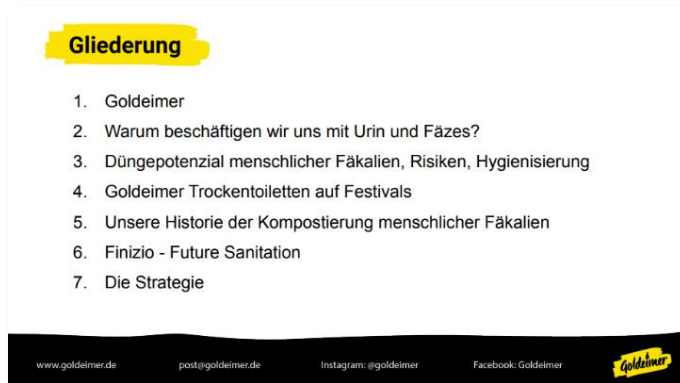 Gliederung
1. Goldeimer
2. Warum beschäftigen wir uns mit Urin und Fäzes?
3. Düngepotenzial menschlicher Fäkalien, Risiken, Hygienisierung
4. Goldeimer Trockentoiletten auf Festivals
5. Unsere Historie der Kompostierung menschlicher Fäkalien
6. Finizio - Future Sanitation
7. Die Strategie
www.goldeimer.de post@goldeimer.de Instagram: @goldeimer Facebook: Goldeimer Goldeimer